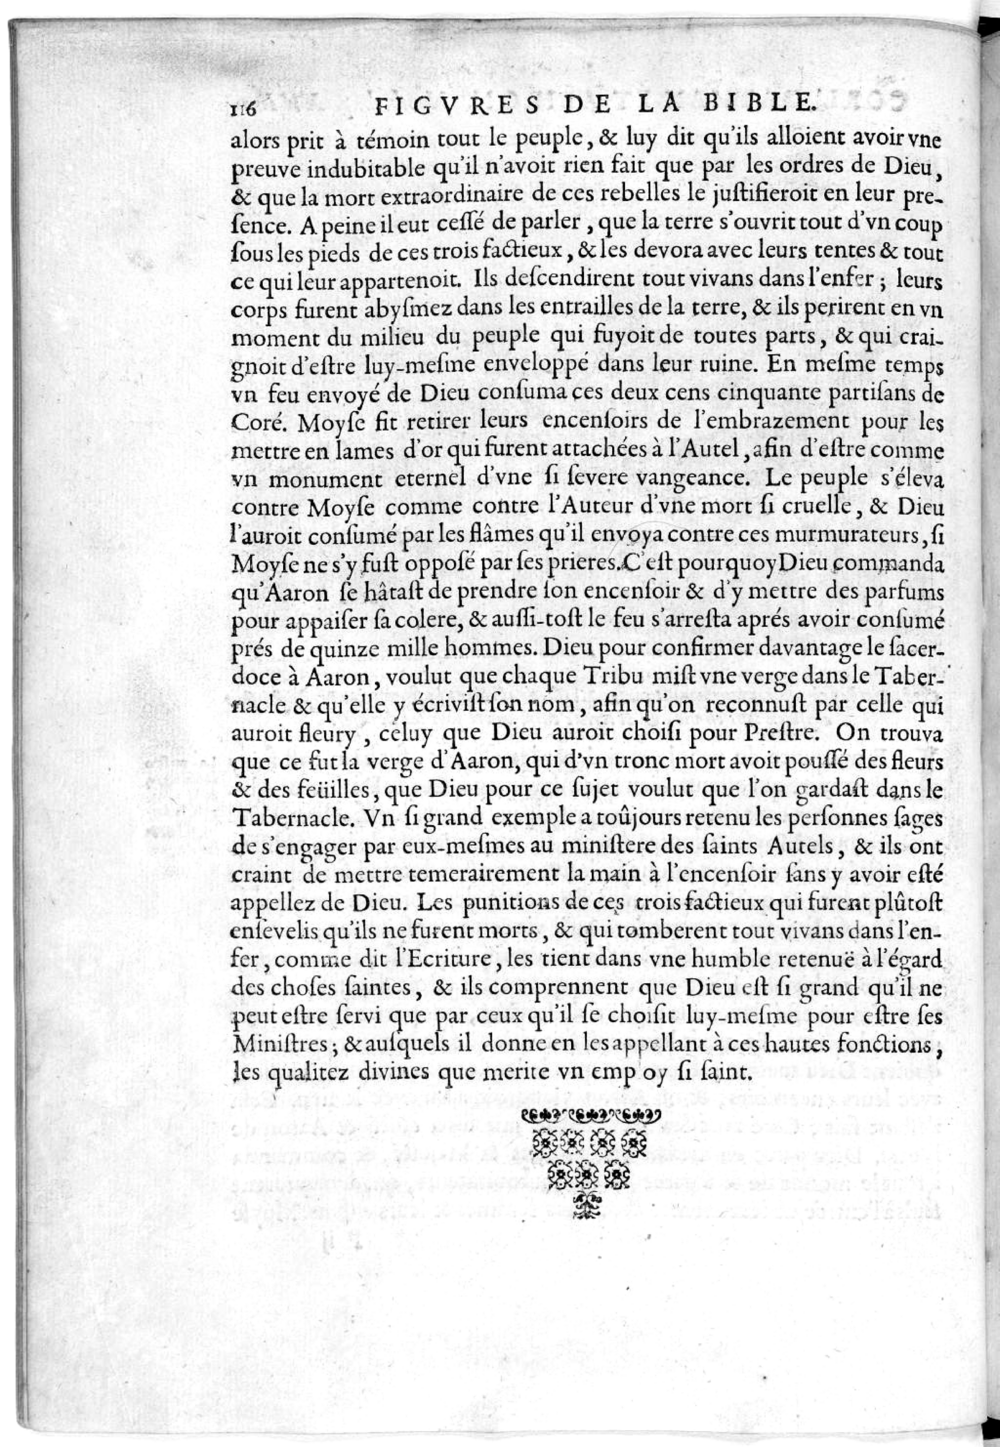 116 FIGVRES DE LA BIBLE.
alors prit à témoin tout le peuple, & luy dit qu'ils alloient avoir vne
preuve indubitable qu'il n'avoit rien fait que par les ordres de Dieu,
& que la mort extraordinaire de ces rebelles le juſtifieroit en leur pre-
ſence. A peine il eut ceſſé de parler, que la terre s'ouvrit tout d'vn coup
ſous les pieds de ces trois factieux, & les devora avec leurs tentes & tout
ce qui leur appartenoit. Ils deſcendirent tout vivans dans l'enfer; leurs
corps furent abyſmez dans les entrailles de la terre, & ils perirent en vn
moment du milieu du peuple qui fuyoit de toutes parts, & qui crai-
gnoit d'eſtre luy-meſme enveloppé dans leur ruine. En meſme temps
vn feu envoyé de Dieu conſuma ces deux cens cinquante partiſans de
Coré. Moyſe fit retirer leurs encenſoirs de l'embrazement pour les
mettre en lames d'or qui furent attachées à l'Autel, afin d'eſtre comme
vn monument eternel d'vne ſi ſevere vangeance. Le peuple s'éleva
contre Moyſe comme contre l'Auteur d'vne mort ſi cruelle, & Dieu
l'auroit conſumé par les flâmes qu'il envoya contre ces murmurateurs, ſi
Moyſe ne s'y fuſt oppoſé par ſes prieres. C'eſt pourquoy Dieu commanda
qu'Aaron ſe hâtaſt de prendre ſon encenſoir & d'y mettre des parfums
pour appaiſer ſa colere, & auſſi-toſt le feu s'arreſta aprés avoir conſumé
prés de quinze mille hommes. Dieu pour confirmer davantage le ſacer-
doce à Aaron, voulut que chaque Tribu miſt vne verge dans le Taber-
nacle & qu'elle y écriviſt ſon nom, afin qu'on reconnuſt par celle qui
auroit fleury, celuy que Dieu auroit choiſi pour Preſtre. On trouva
que ce fut la verge d'Aaron, qui d'vn tronc mort avoit pouſſé des fleurs
& des feüilles, que Dieu pour ce ſujet voulut que l'on gardaſt dans le
Tabernacle. Vn ſi grand exemple a toûjours retenu les perſonnes ſages
de s'engager par eux-meſmes au miniſtere des ſaints Autels, & ils ont
craint de mettre temerairement la main à l'encenſoir ſans y avoir eſté
appellez de Dieu. Les punitions de ces trois factieux qui furent plûtoſt
enſevelis qu'ils ne furent morts, & qui tomberent tout vivans dans l'en-
fer, comme dit l'Ecriture, les tient dans vne humble retenuë à l'égard
des choſes ſaintes, & ils comprennent que Dieu eſt ſi grand qu'il ne
peut eſtre ſervi que par ceux qu'il ſe choiſit luy-meſme pour eſtre ſes
Miniſtres; & auſquels il donne en les appellant à ces hautes fonctions,
les qualitez divines que merite vn emp oy ſi ſaint.